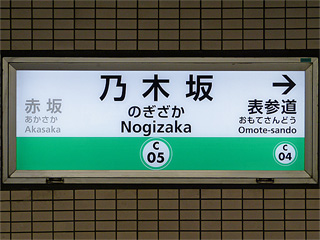 乃木坂
のぎざか
Nogizaka
C
05
赤坂
あかさか
Akasaka
→
表参道
おもてさんどう
Omote-sando
C
04